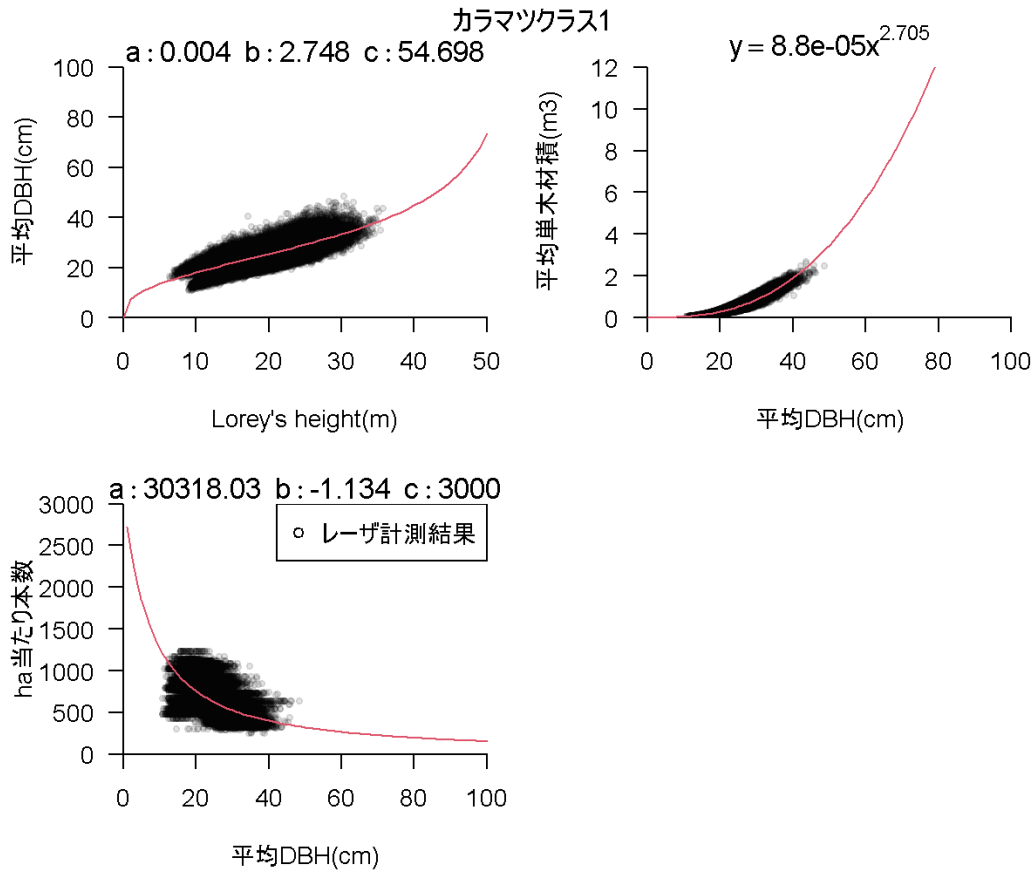 カラマツクラス1
a : 0.004 b : 2.748 c : 54.698
100
80
60
40
20
0
平均DBH(cm)
0 10 20 30 40 50
Lorey's height(m)
y = 8.8e-05x^2.705
12
10
8
6
4
2
0
平均単木材積(m3)
0 20 40 60 80 100
平均DBH(cm)
a : 30318.03 b : -1.134 c : 3000
レーザ計測結果
3000
2500
2000
1500
1000
500
0
ha当たり本数
0 20 40 60 80 100
平均DBH(cm)